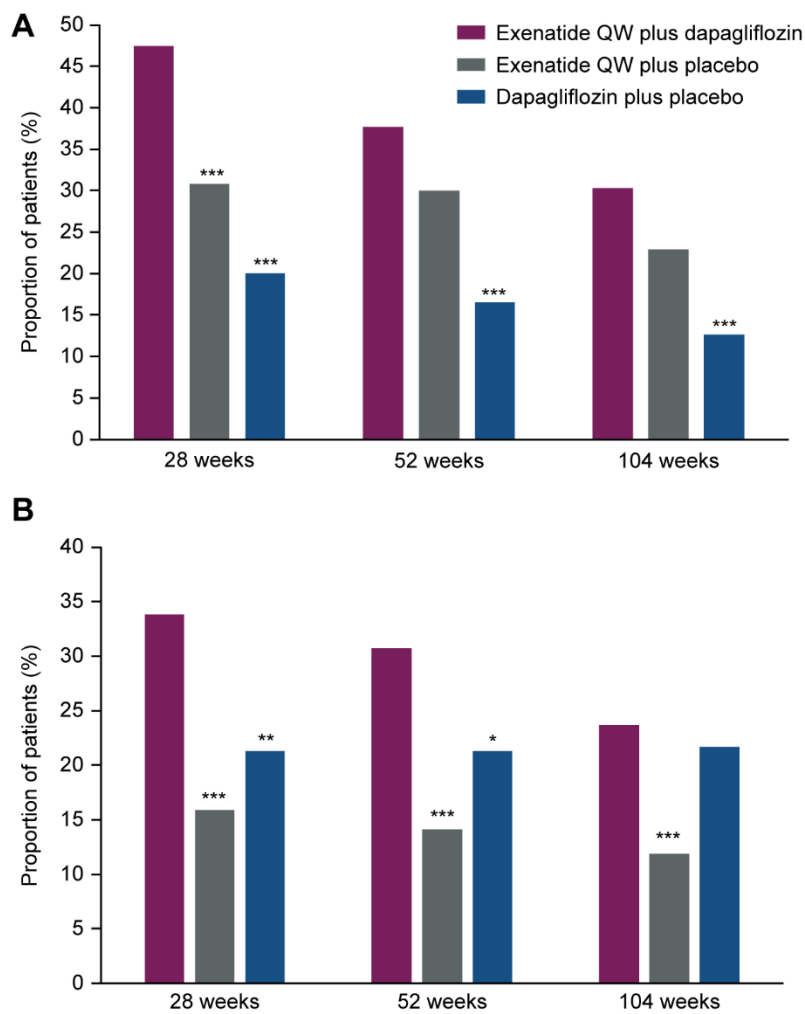 A
Proportion of patients (%)
50
45
40
35
30
25
20
15
10
5
0
Exenatide QW plus dapagliflozin
Exenatide QW plus placebo
Dapagliflozin plus placebo
***
***
***
***
28 weeks
52 weeks
104 weeks
B
Proportion of patients (%)
40
35
30
25
20
15
10
5
0
***
**
***
*
***
28 weeks
52 weeks
104 weeks